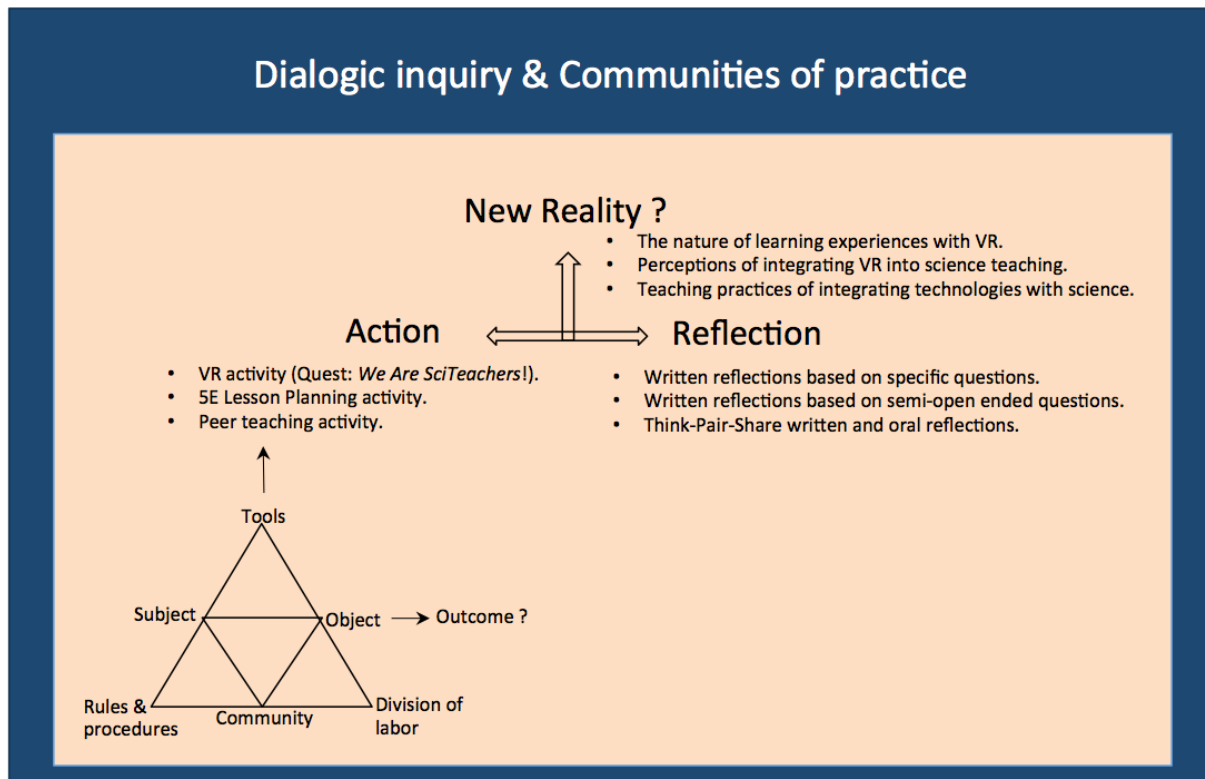 Dialogic inquiry & Communities of practice
New Reality ?
• The nature of learning experiences with VR.
• Perceptions of integrating VR into science teaching.
• Teaching practices of integrating technologies with science.
Action
• VR activity (Quest: We Are SciTeachers!).
• 5E Lesson Planning activity.
• Peer teaching activity.
Reflection
• Written reflections based on specific questions.
• Written reflections based on semi-open ended questions.
• Think-Pair-Share written and oral reflections.
Tools
Subject
Object
Outcome ?
Rules &
procedures
Community
Division of
labor